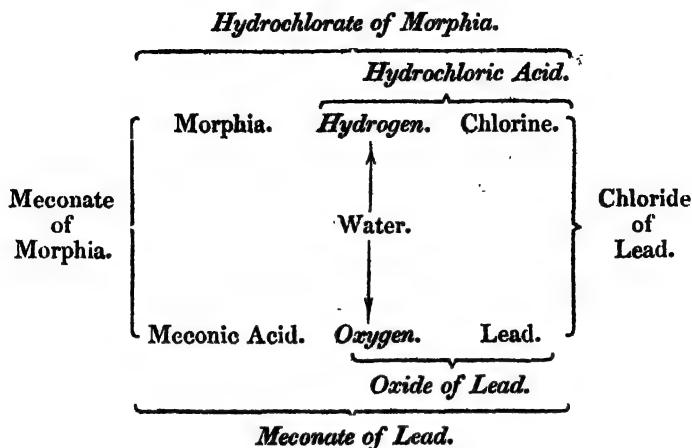 Hydrochlorate of Morphia.
Hydrochloric Acid.
Morphia. Hydrogen. Chlorine.
Meconate
of
Morphia.
Water.
Chloride
of
Lead.
Meconic Acid. Oxygen. Lead.
Oxide of Lead.
Meconate of Lead.